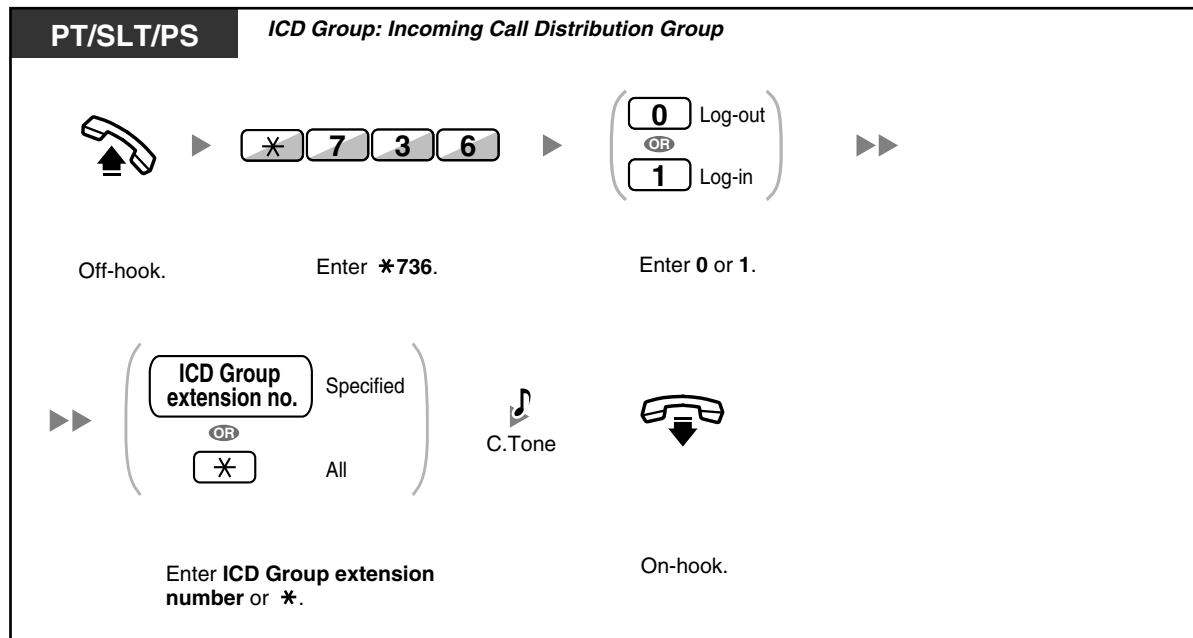 PT/SLT/PS
ICD Group: Incoming Call Distribution Group
* 7 3 6
0 Log-out
OR
1 Log-in
Off-hook.
Enter *736.
Enter 0 or 1.
ICD Group
extension no.
Specified
OR
* All
C.Tone
Enter ICD Group extension
number or *.
On-hook.